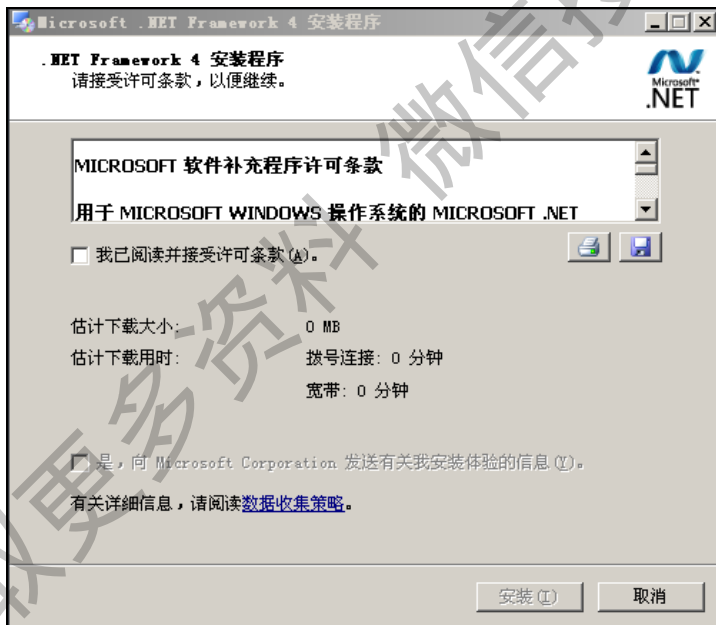 Microsoft .NET Framework 4 安装程序
.NET Framework 4 安装程序
请接受许可条款，以便继续。
Microsoft®
.NET
MICROSOFT 软件补充程序许可条款
用于 MICROSOFT WINDOWS 操作系统的 MICROSOFT .NET
我已阅读并接受许可条款(A)。
估计下载大小: 0 MB
估计下载用时: 拨号连接: 0 分钟
宽带: 0 分钟
是，向 Microsoft Corporation 发送有关我安装体验的信息(Y)。
有关详细信息，请阅读数据收集策略。
安装(I) 取消
更多资料 微信